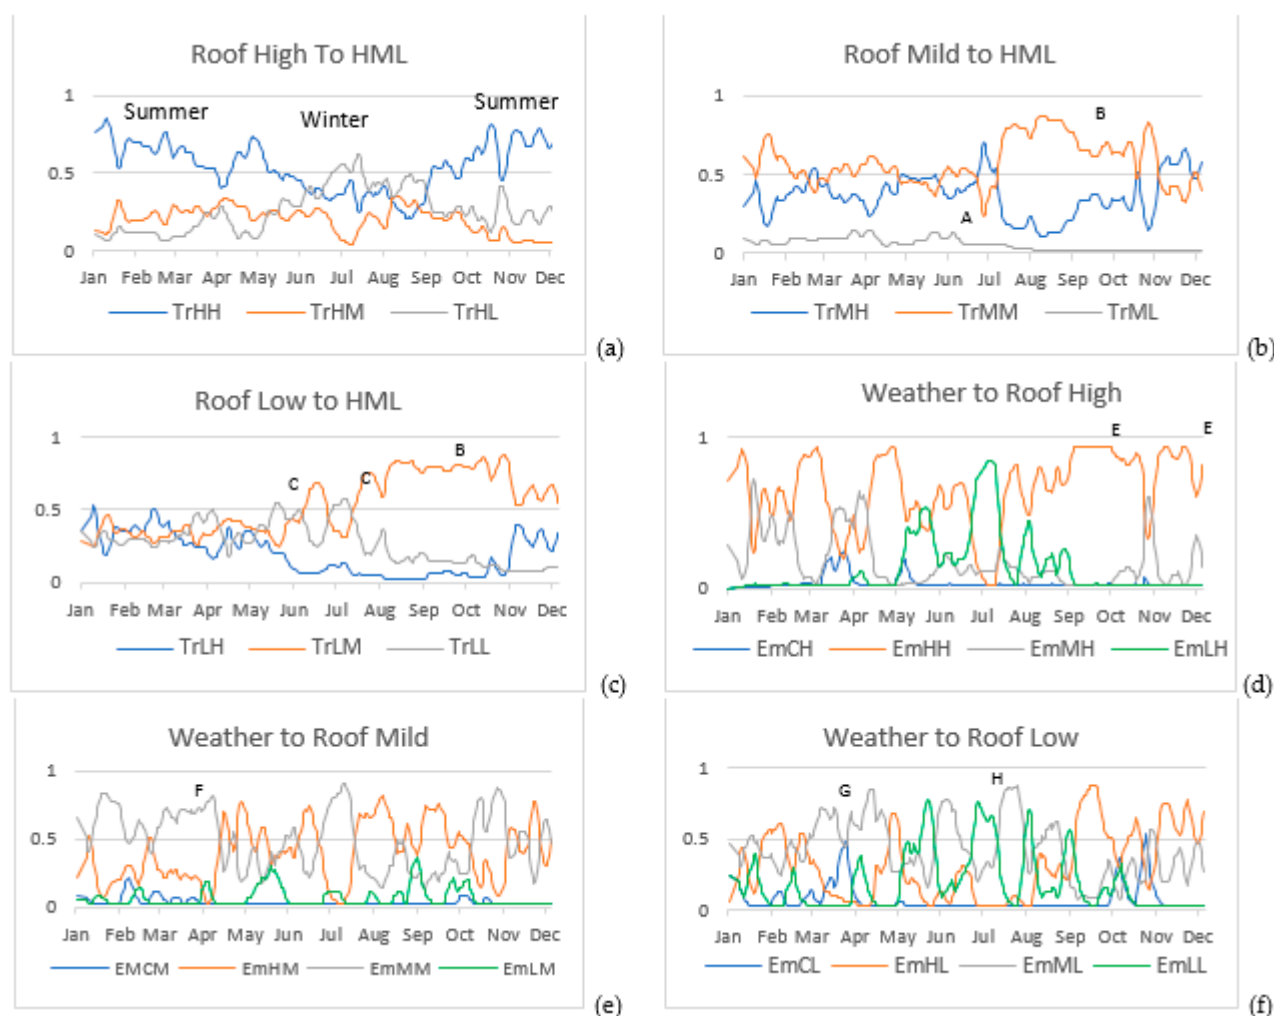 Roof High To HML
1
Summer
Winter
Summer
0.5
0
Jan Feb Mar Apr May Jun Jul Aug Sep Oct Nov Dec
TrHH TrHM TrHL
(a)
Roof Mild to HML
1
B
0.5
A
0
Jan Feb Mar Apr May Jun Jul Aug Sep Oct Nov Dec
TrMH TrMM TrML
(b)
Roof Low to HML
1
B
C
C
0.5
0
Jan Feb Mar Apr May Jun Jul Aug Sep Oct Nov Dec
TrLH TrLM TrLL
(c)
Weather to Roof High
E
E
1
0.5
0
Jan Feb Mar Apr May Jun Jul Aug Sep Oct Nov Dec
EmCH EmHH EmMH EmLH
(d)
Weather to Roof Mild
1
F
0.5
0
Jan Feb Mar Apr May Jun Jul Aug Sep Oct Nov Dec
EMCM EmHM EmMM EmLM
(e)
Weather to Roof Low
1
G
H
0.5
0
Jan Feb Mar Apr May Jun Jul Aug Sep Oct Nov Dec
EmCL EmHL EmML EmLL
(f)